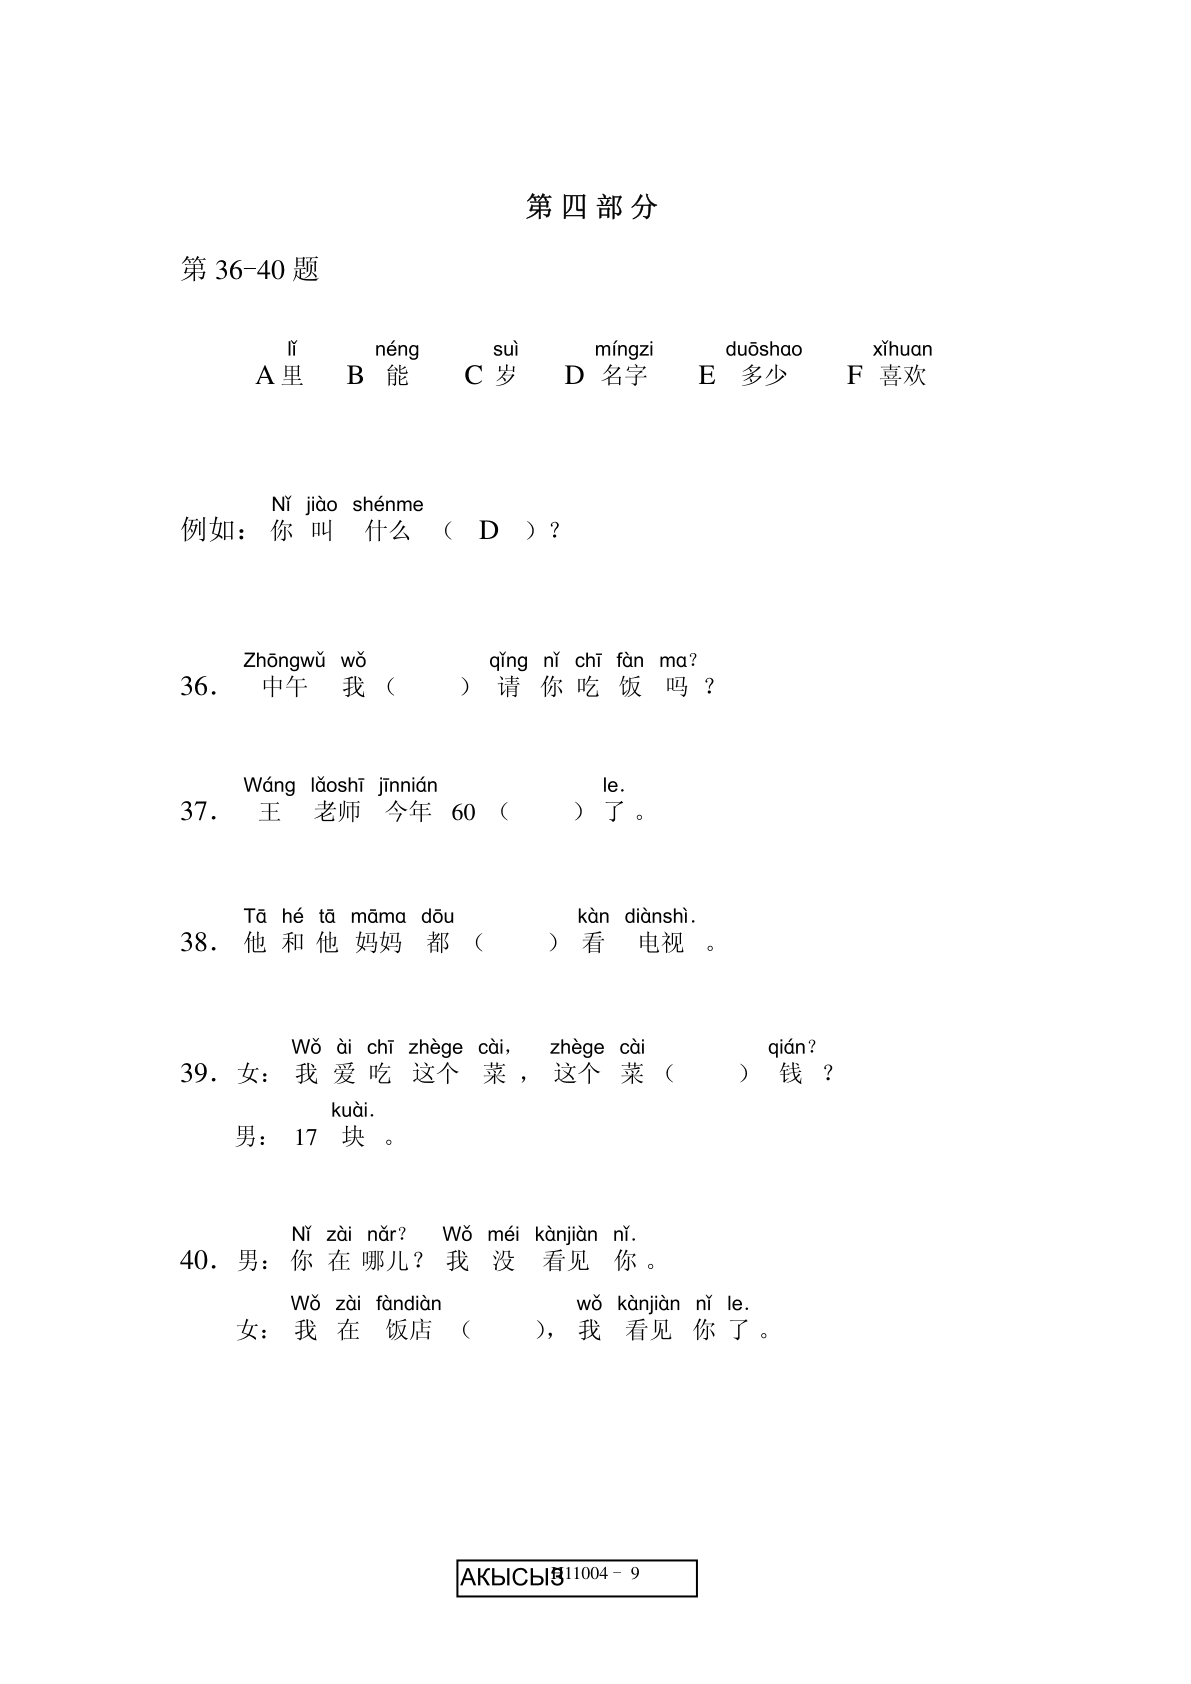 第四部分
第 36-40 题
lǐ néng suì míngzi duōshao xǐhuan
A 里 B 能 C 岁 D 名字 E 多少 F 喜欢
Nǐ jiào shénme
例如： 你 叫 什么 （ D ）？
Zhōngwǔ wǒ qǐng nǐ chī fàn ma？
36． 中午 我（ ） 请 你 吃 饭 吗 ？
Wáng lǎoshī jīnnián le．
37． 王 老师 今年 60 （ ） 了 。
Tā hé tā māma dōu kàn diànshì．
38． 他 和 他 妈妈 都 （ ） 看 电视 。
Wǒ ài chī zhège cài， zhège cài qián？
39．女： 我 爱 吃 这个 菜 ， 这个 菜 （ ） 钱 ？
kuài．
男： 17 块 。
Nǐ zài nǎr？ Wǒ méi kànjiàn nǐ．
40．男： 你 在 哪儿？ 我 没 看见 你 。
Wǒ zài fàndiàn wǒ kànjiàn nǐ le．
女： 我 在 饭店 （ ）， 我 看见 你 了 。
АКЫСЫЗ H11004－ 9